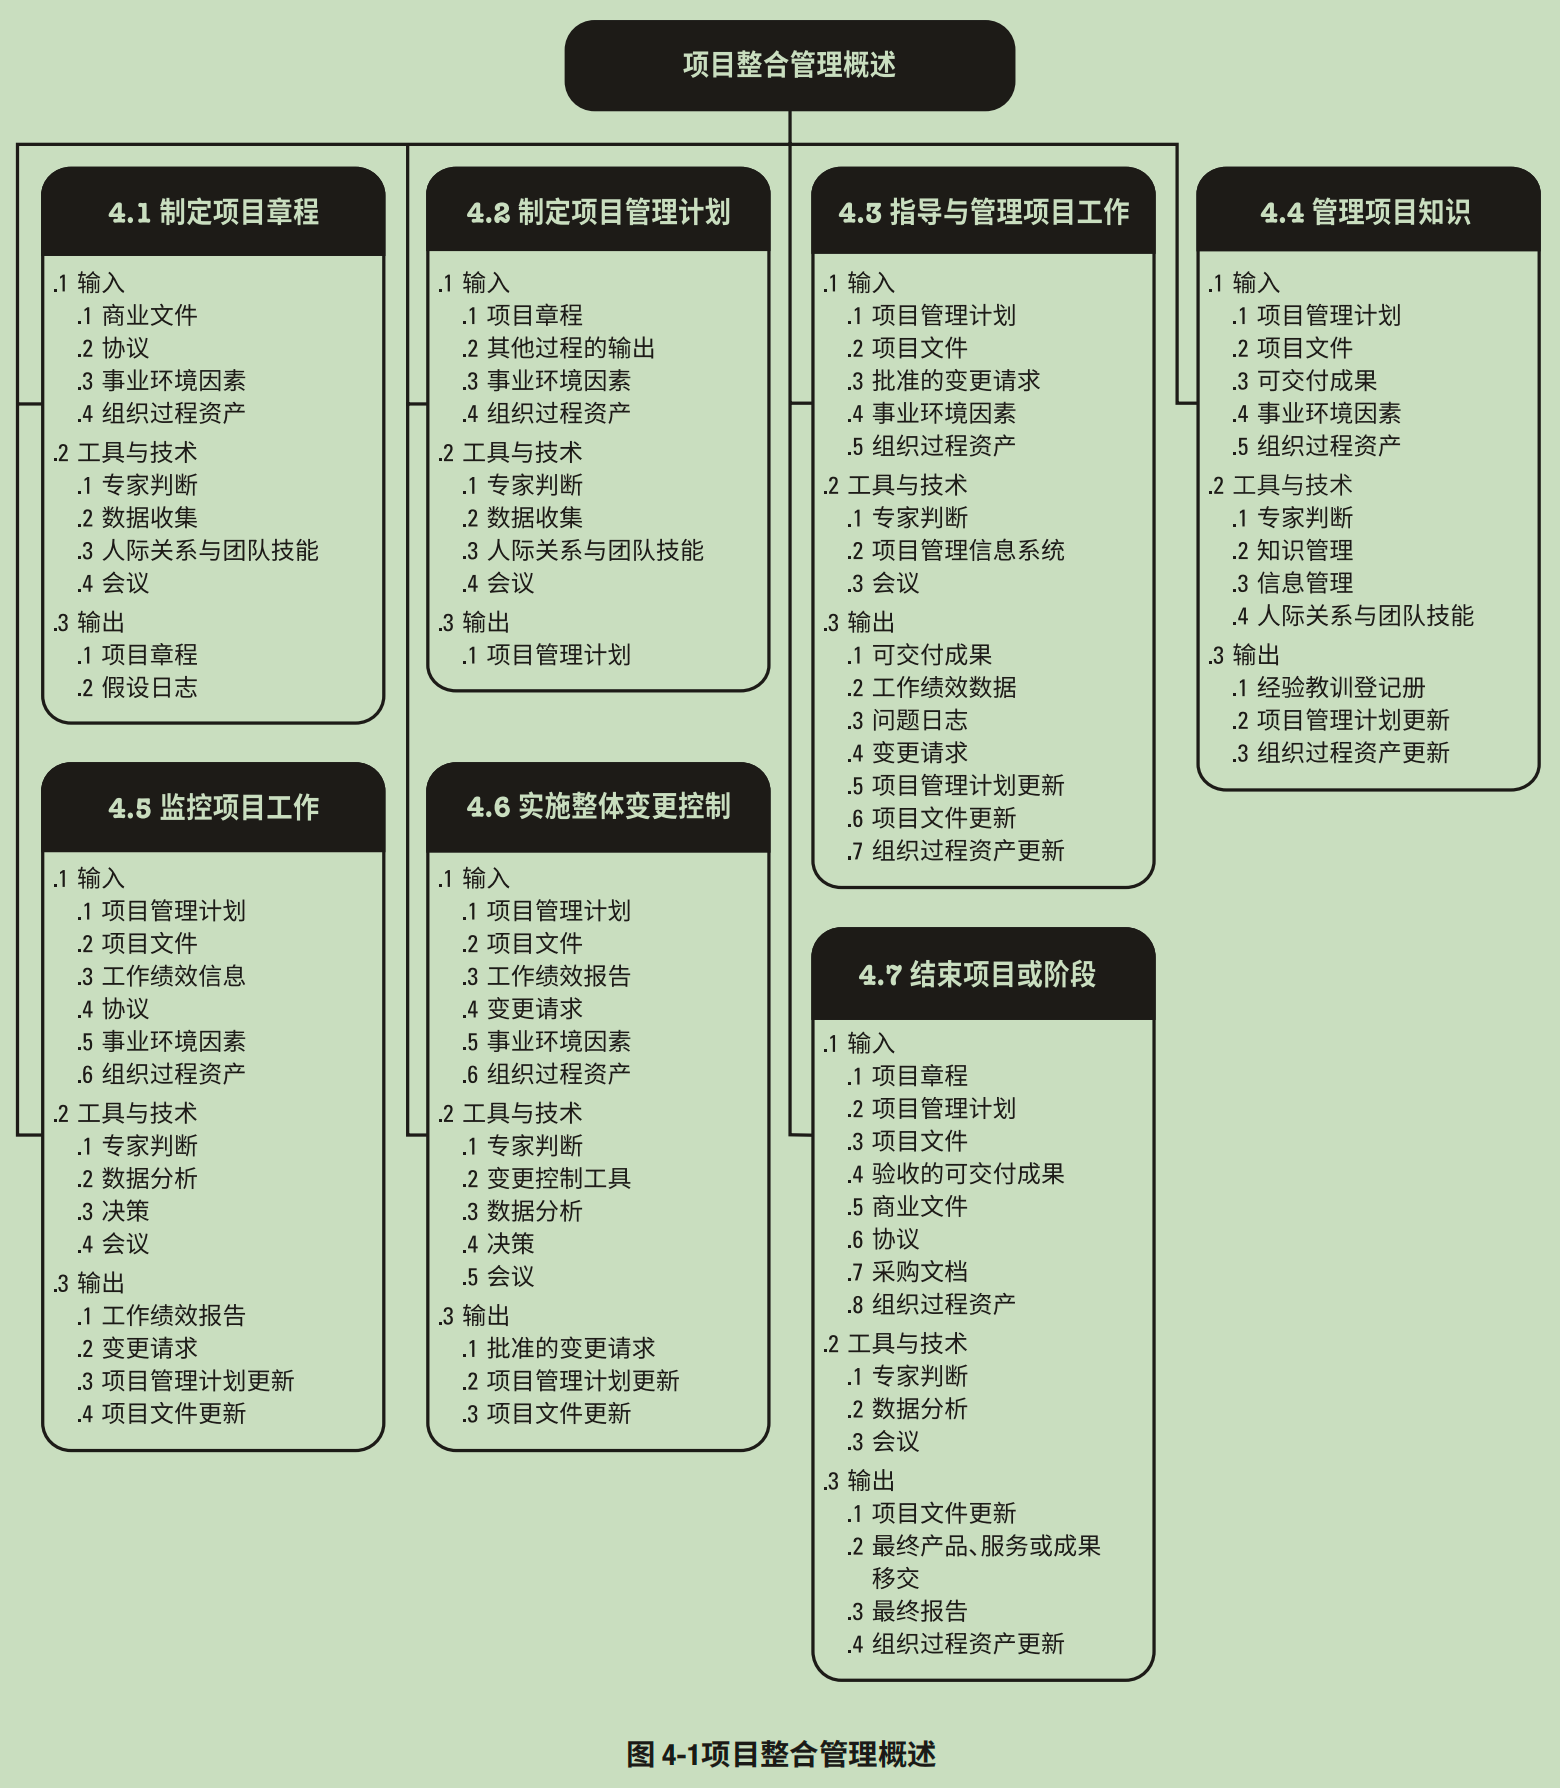 项目整合管理概述
4.1 制定项目章程
.1 输入
.1 商业文件
.2 协议
.3 事业环境因素
.4 组织过程资产
.2 工具与技术
.1 专家判断
.2 数据收集
.3 人际关系与团队技能
.4 会议
.3 输出
.1 项目章程
.2 假设日志
4.2 制定项目管理计划
.1 输入
.1 项目章程
.2 其他过程的输出
.3 事业环境因素
.4 组织过程资产
.2 工具与技术
.1 专家判断
.2 数据收集
.3 人际关系与团队技能
.4 会议
.3 输出
.1 项目管理计划
4.3 指导与管理项目工作
.1 输入
.1 项目管理计划
.2 项目文件
.3 批准的变更请求
.4 事业环境因素
.5 组织过程资产
.2 工具与技术
.1 专家判断
.2 项目管理信息系统
.3 会议
.3 输出
.1 可交付成果
.2 工作绩效数据
.3 问题日志
.4 变更请求
.5 项目管理计划更新
.6 项目文件更新
.7 组织过程资产更新
4.4 管理项目知识
.1 输入
.1 项目管理计划
.2 项目文件
.3 可交付成果
.4 事业环境因素
.5 组织过程资产
.2 工具与技术
.1 专家判断
.2 知识管理
.3 信息管理
.4 人际关系与团队技能
.3 输出
.1 经验教训登记册
.2 项目管理计划更新
.3 组织过程资产更新
4.5 监控项目工作
.1 输入
.1 项目管理计划
.2 项目文件
.3 工作绩效信息
.4 协议
.5 事业环境因素
.6 组织过程资产
.2 工具与技术
.1 专家判断
.2 数据分析
.3 决策
.4 会议
.3 输出
.1 工作绩效报告
.2 变更请求
.3 项目管理计划更新
.4 项目文件更新
4.6 实施整体变更控制
.1 输入
.1 项目管理计划
.2 项目文件
.3 工作绩效报告
.4 变更请求
.5 事业环境因素
.6 组织过程资产
.2 工具与技术
.1 专家判断
.2 变更控制工具
.3 数据分析
.4 决策
.5 会议
.3 输出
.1 批准的变更请求
.2 项目管理计划更新
.3 项目文件更新
4.7 结束项目或阶段
.1 输入
.1 项目章程
.2 项目管理计划
.3 项目文件
.4 验收的可交付成果
.5 商业文件
.6 协议
.7 采购文档
.8 组织过程资产
.2 工具与技术
.1 专家判断
.2 数据分析
.3 会议
.3 输出
.1 项目文件更新
.2 最终产品、服务或成果
移交
.3 最终报告
.4 组织过程资产更新
图 4-1项目整合管理概述